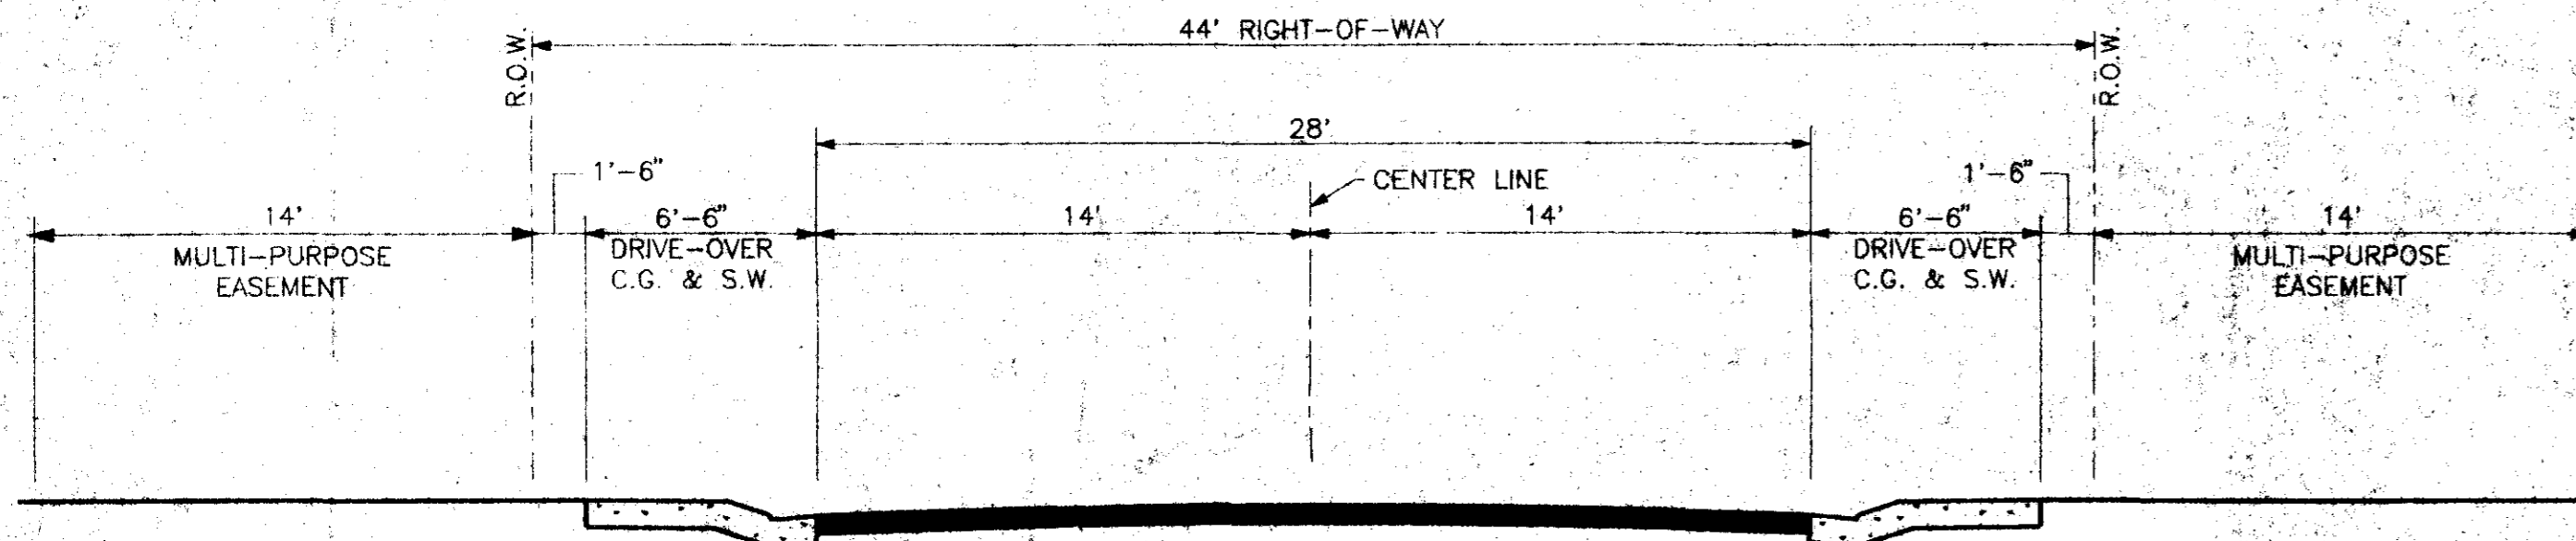 44' RIGHT-OF-WAY
R.O.W.
R.O.W.
28'
1'-6"
CENTER LINE
1'-6"
14'
6'-6"
14'
14'
6'-6"
14'
MULTI-PURPOSE
EASEMENT
DRIVE-OVER
C.G. & S.W.
DRIVE-OVER
C.G. & S.W.
MULTI-PURPOSE
EASEMENT